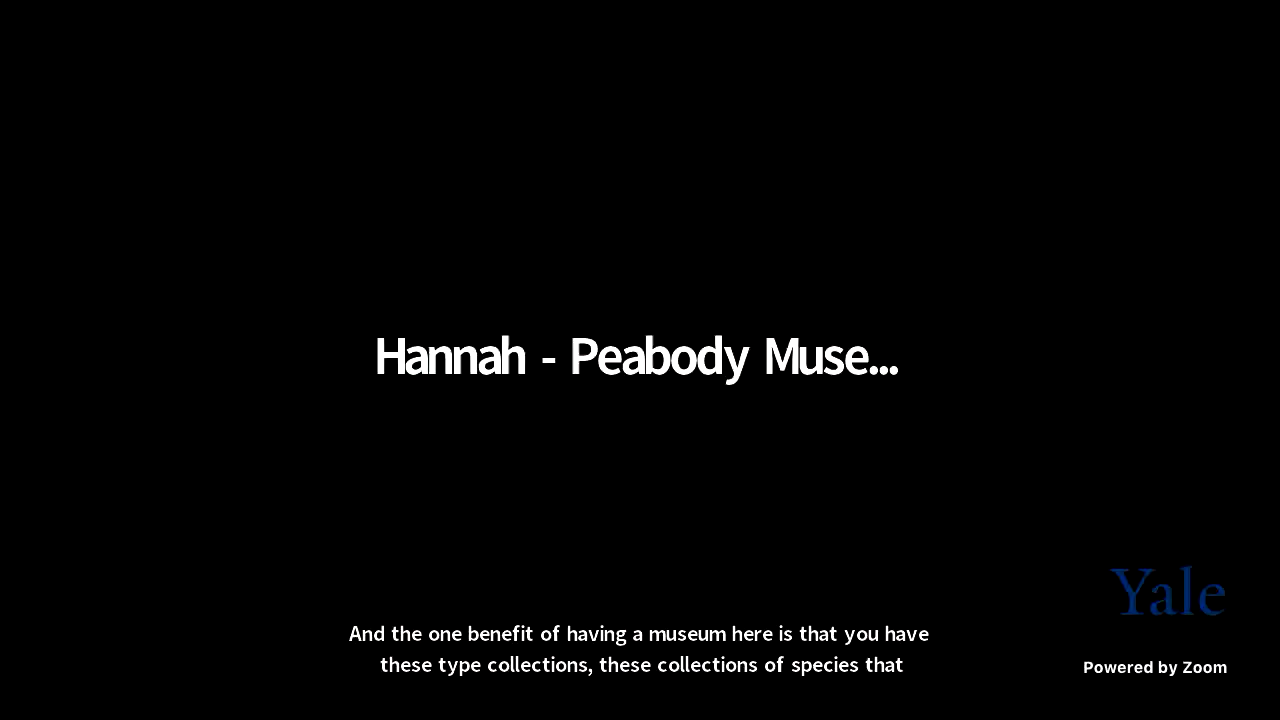 Hannah - Peabody Muse...
Yale
And the one benefit of having a museum here is that you have
these type collections, these collections of species that
Powered by Zoom